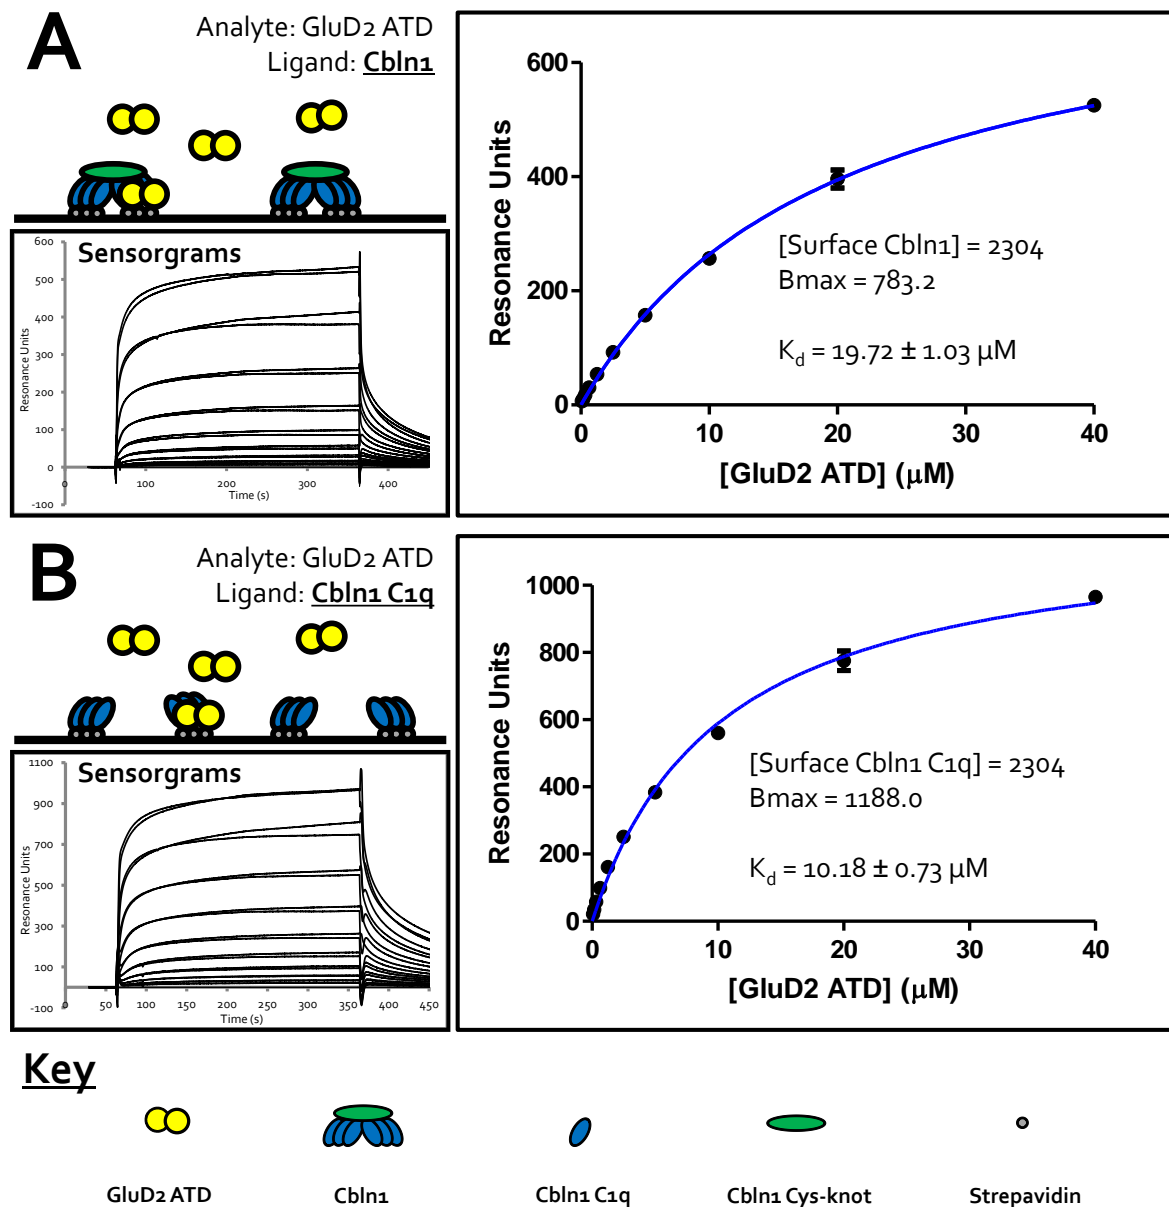 A
Analyte: GluD2 ATD
Ligand: Cbln1
Sensorgrams
600
500
400
300
200
100
0
-100
Resonance Units
0
100
200
300
400
Time (s)
600
400
200
0
Resonance Units
[Surface Cbln1] = 2304
Bmax = 783.2
Kd = 19.72 ± 1.03 µM
0
10
20
30
40
[GluD2 ATD] (µM)
B
Analyte: GluD2 ATD
Ligand: Cbln1 C1q
Sensorgrams
1100
900
700
500
300
100
-100
Resonance Units
0
50
100
150
200
250
300
350
400
450
Time (s)
1000
800
600
400
200
0
Resonance Units
[Surface Cbln1 C1q] = 2304
Bmax = 1188.0
Kd = 10.18 ± 0.73 µM
0
10
20
30
40
[GluD2 ATD] (µM)
Key
GluD2 ATD
Cbln1
Cbln1 C1q
Cbln1 Cys-knot
Strepavidin